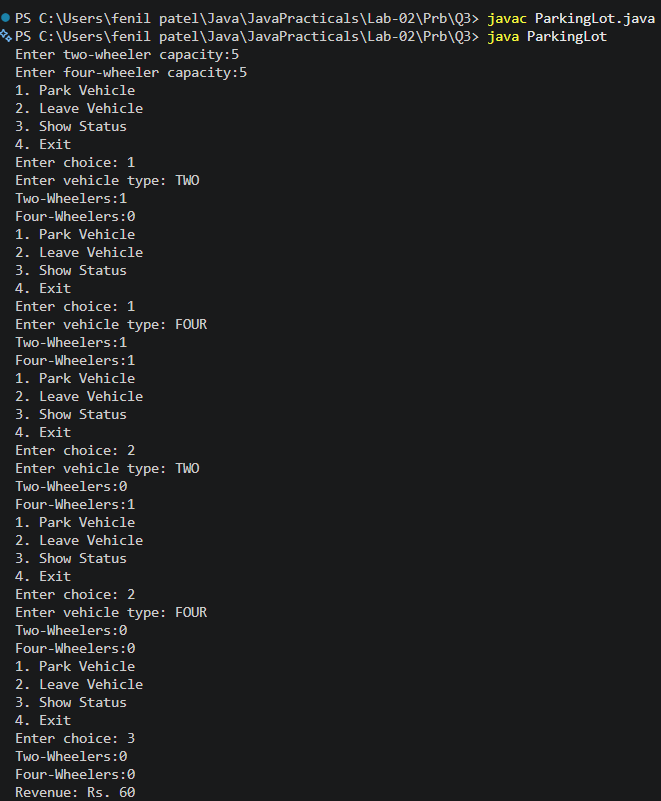 PS C:\Users\fenil patel\Java\JavaPracticals\Lab-02\Prb\Q3> javac ParkingLot.java
PS C:\Users\fenil patel\Java\JavaPracticals\Lab-02\Prb\Q3> java ParkingLot
Enter two-wheeler capacity:5
Enter four-wheeler capacity:5
1. Park Vehicle
2. Leave Vehicle
3. Show Status
4. Exit
Enter choice: 1
Enter vehicle type: TWO
Two-Wheelers:1
Four-Wheelers:0
1. Park Vehicle
2. Leave Vehicle
3. Show Status
4. Exit
Enter choice: 1
Enter vehicle type: FOUR
Two-Wheelers:1
Four-Wheelers:1
1. Park Vehicle
2. Leave Vehicle
3. Show Status
4. Exit
Enter choice: 2
Enter vehicle type: TWO
Two-Wheelers:0
Four-Wheelers:1
1. Park Vehicle
2. Leave Vehicle
3. Show Status
4. Exit
Enter choice: 2
Enter vehicle type: FOUR
Two-Wheelers:0
Four-Wheelers:0
1. Park Vehicle
2. Leave Vehicle
3. Show Status
4. Exit
Enter choice: 3
Two-Wheelers:0
Four-Wheelers:0
Revenue: Rs. 60